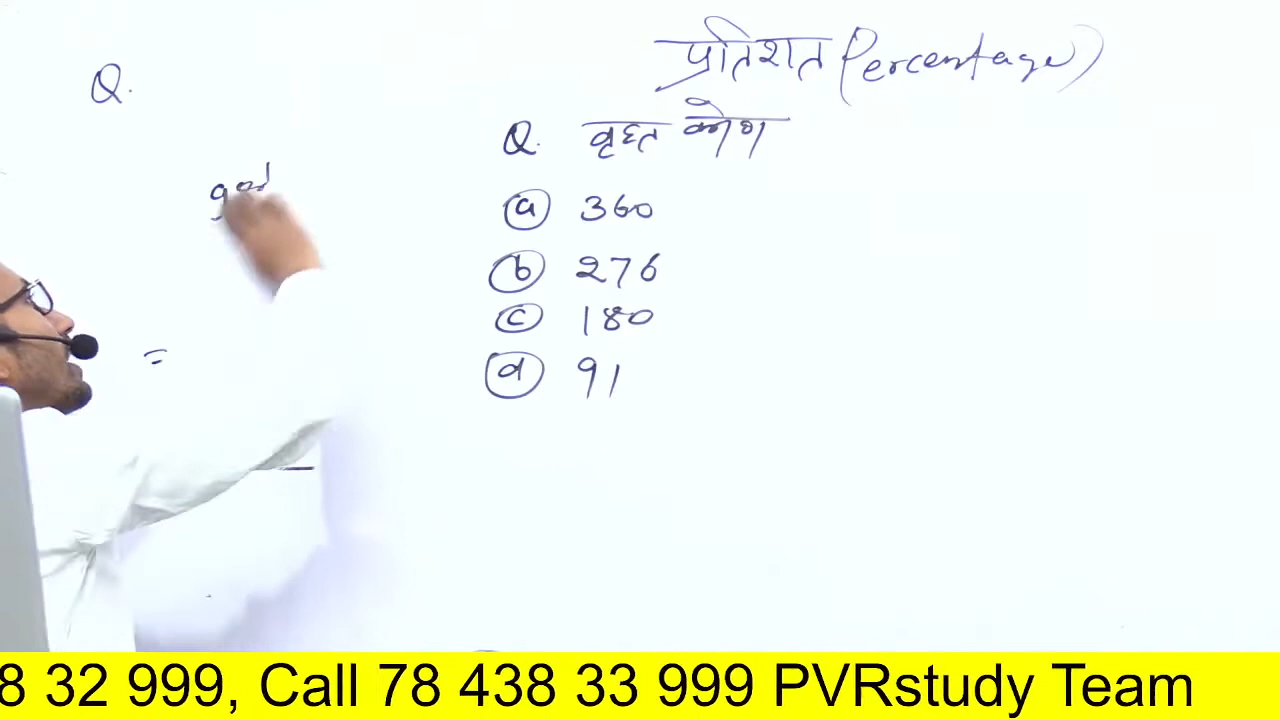 प्रतिशत (Percentage)
Q.
Q. वृहत कोण
(a) 360
(b) 276
(c) 180
(d) 91
=
8 32 999, Call 78 438 33 999 PVRstudy Team